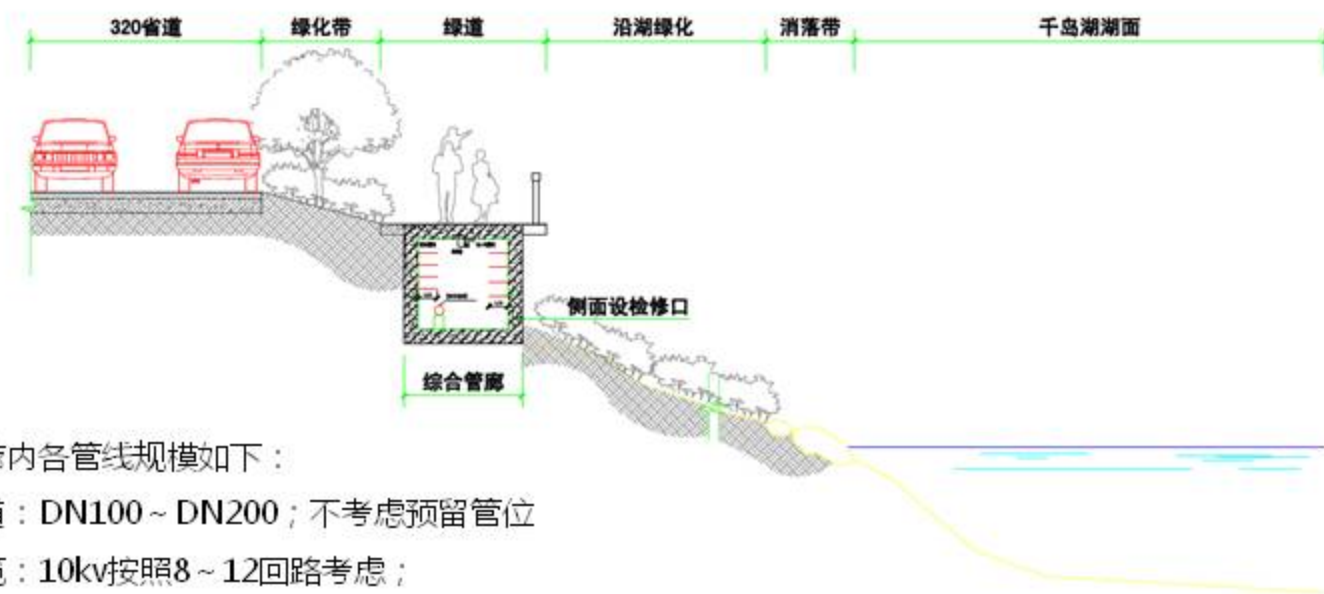 320省道 绿化带 绿道 沿湖绿化 消落带 千岛湖湖面
侧面设检修口
综合管廊
内各管线规模如下：
：DN100～DN200；不考虑预留管位
：10kv按照8～12回路考虑；